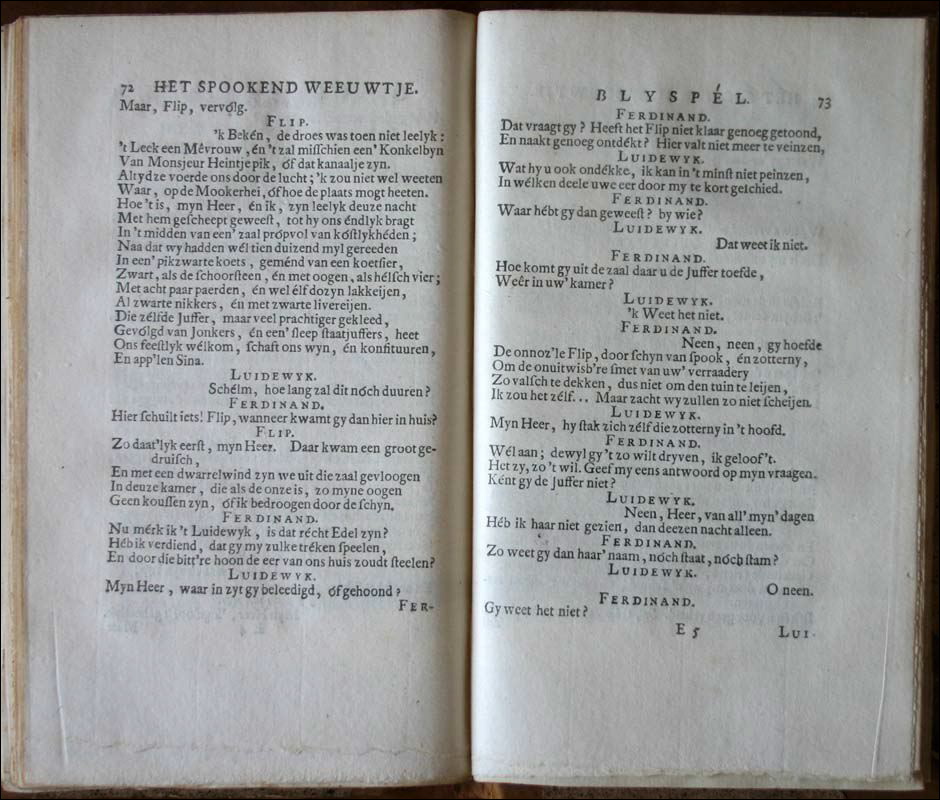 72 HET SPOOKEND WEEUWTJE.
Maar, Flip, vervólg.
FLIP.
'k Bekén, de droes was toen niet leelyk:
't Leek een Mêvrouw, én 't zal miſſchien een' Konkelbyn
Van Monsjeur Heintjepik, óf dat kanaalje zyn.
Altydze voerde ons door de lucht; 'k zou niet wel weeten
Waar, op de Mookerhei, óf hoe de plaats mogt heeten.
Hoe 't is, myn Heer, én ik, zyn leelyk deuze nacht
Met hem geſcheept geweeſt, tot hy ons éndlyk bragt
In 't midden van een' zaal própvol van kóſtlykhéden;
Naa dat wy hadden wél tien duizend myl gereeden
In een' pikzwarte koets, geménd van een koetſier,
Zwart, als de ſchoorſteen, én met oogen, als hélſch vier;
Met acht paar paerden, én wel élf dozyn lakkeijen,
Al zwarte nikkers, én met zwarte livereijen.
Die zélfde Juffer, maar veel prachtiger gekleed,
Gevólgd van Jonkers, én een' ſleep ſtaatjuffers, heet
Ons feeſtlyk wélkom, ſchaft ons wyn, én konfituuren,
En app'len Sina.
LUIDEWYK.
Schélm, hoe lang zal dit nóch duuren?
FERDINAND.
Hier ſchuilt iets! Flip, wanneer kwamt gy dan hier in huis?
FLIP.
Zo daat'lyk eerſt, myn Heer. Daar kwam een groot ge-
druiſch,
En met een dwarrelwind zyn we uit die zaal gevloogen
In deuze kamer, die als de onze is, zo myne oogen
Geen kouſſen zyn, óf ik bedroogen door de ſchyn.
FERDINAND.
Nu mérk ik 't Luidewyk, is dat récht Edel zyn?
Héb ik verdiend, dat gy my zulke tréken ſpeelen,
En door die bitt're hoon de eer van ons huis zoudt ſteelen?
LUIDEWYK.
Myn Heer, waar in zyt gy beleedigd, óf gehoond?
FER-
BLYSPÉL. 73
FERDINAND.
Dat vraagt gy? Heeft het Flip niet klaar genoeg getoond,
En naakt genoeg ontdékt? Hier valt niet meer te veinzen,
LUIDEWYK.
Wat hy u ook ondékke, ik kan in 't minſt niet peinzen,
In wélken deele uwe eer door my te kort geſchied.
FERDINAND.
Waar hébt gy dan geweeſt? by wie?
LUIDEWYK.
Dat weet ik niet.
FERDINAND.
Hoe komt gy uit de zaal daar u de Juffer toefde,
Weêr in uw' kamer?
LUIDEWYK.
'k Weet het niet.
FERDINAND.
Neen, neen, gy hoefde
De onnoz'le Flip, door ſchyn van ſpook, én zotterny,
Om de onuitwisb're ſmet van uw' verraadery
Zo valſch te dekken, dus niet om den tuin te leijen,
Ik zou het zélf... Maar zacht wy zullen zo niet ſcheijen.
LUIDEWYK.
Myn Heer, hy ſtak zich zélf die zotterny in 't hoofd.
FERDINAND.
Wél aan; dewyl gy 't zo wilt dryven, ik geloof't.
Het zy, zo 't wil. Geef my eens antwoord op myn vraagen.
Ként gy de Juffer niet?
LUIDEWYK.
Neen, Heer, van all' myn' dagen
Héb ik haar niet gezien, dan deezen nacht alleen.
FERDINAND.
Zo weet gy dan haar' naam, nóch ſtaat, nóch ſtam?
LUIDEWYK.
O neen.
FERDINAND.
Gy weet het niet?
E 5 LUI-